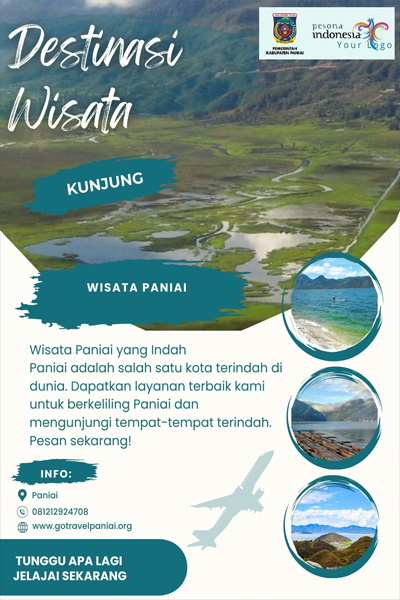 Destinasi
Wisata
PEMERINTAH
KABUPATEN PANIAI
pesona
indonesia
Your Logo
KUNJUNG
WISATA PANIAI
Wisata Paniai yang Indah
Paniai adalah salah satu kota terindah di
dunia. Dapatkan layanan terbaik kami
untuk berkeliling Paniai dan
mengunjungi tempat-tempat terindah.
Pesan sekarang!
INFO:
Paniai
081212924708
www.gotravelpaniai.org
TUNGGU APA LAGI
JELAJAI SEKARANG